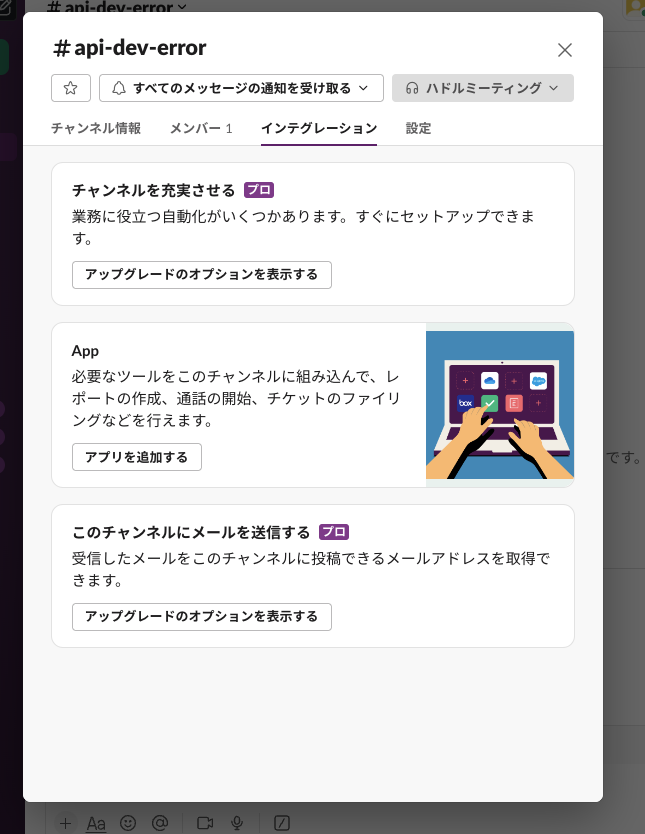 # api-dev-error
# api-dev-error
すべてのメッセージの通知を受け取る
ハドルミーティング
チャンネル情報 メンバー 1 インテグレーション 設定
チャンネルを充実させる プロ
業務に役立つ自動化がいくつかあります。すぐにセットアップできま
す。
アップグレードのオプションを表示する
App
必要なツールをこのチャンネルに組み込んで、レ
ポートの作成、通話の開始、チケットのファイリ
ングなどを行えます。
アプリを追加する
box
です。
このチャンネルにメールを送信する プロ
受信したメールをこのチャンネルに投稿できるメールアドレスを取得で
きます。
アップグレードのオプションを表示する
Aa